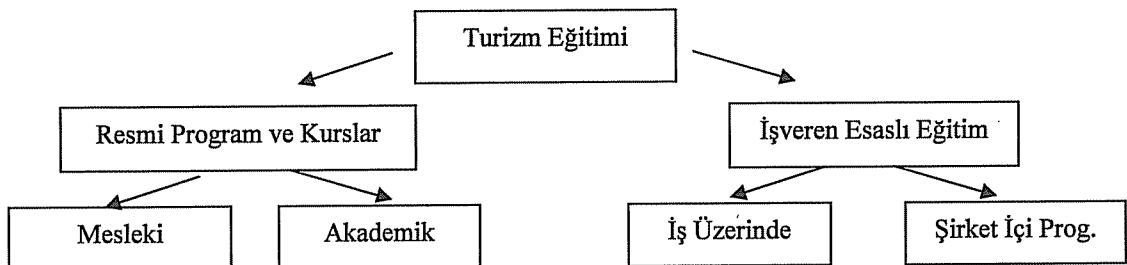 Turizm Eğitimi
Resmi Program ve Kurslar
İşveren Esaslı Eğitim
Mesleki
Akademik
İş Üzerinde
Şirket İçi Prog.